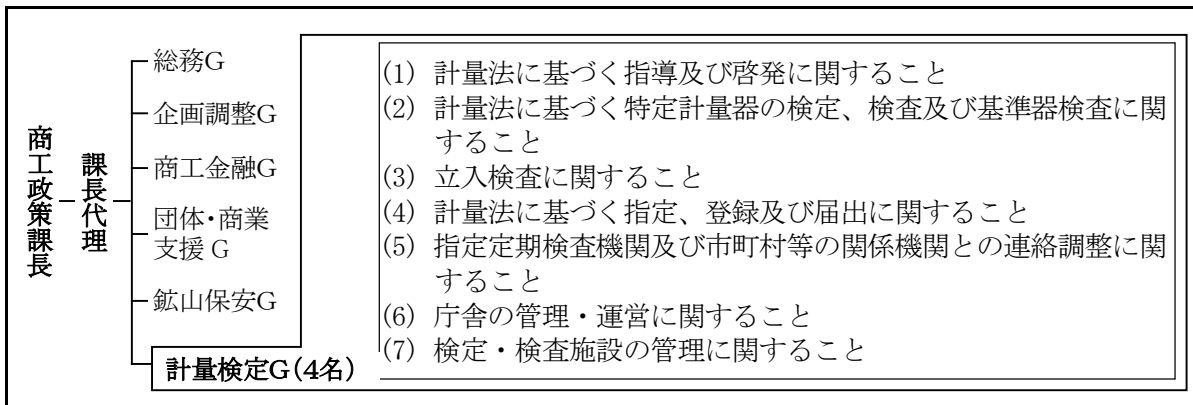 商工政策課長
課長代理
総務G
企画調整G
商工金融G
団体・商業
支援 G
鉱山保安G
計量検定G(4名)
(1) 計量法に基づく指導及び啓発に関すること
(2) 計量法に基づく特定計量器の検定、検査及び基準器検査に関
すること
(3) 立入検査に関すること
(4) 計量法に基づく指定、登録及び届出に関すること
(5) 指定定期検査機関及び市町村等の関係機関との連絡調整に関
すること
(6) 庁舎の管理・運営に関すること
(7) 検定・検査施設の管理に関すること